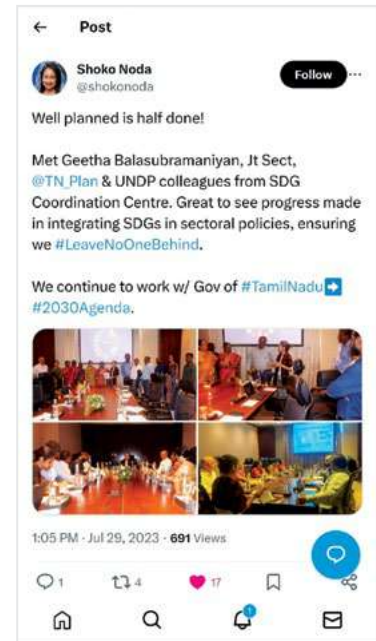 Post
Shoko Noda
@shokonoda
Follow
Well planned is half done!
Met Geetha Balasubramaniyan, Jt Sect,
@TN_Plan & UNDP colleagues from SDG
Coordination Centre. Great to see progress made
in integrating SDGs in sectoral policies, ensuring
we #LeaveNoOneBehind.
We continue to work w/ Gov of #TamilNadu➡
#2030Agenda.
1:05 PM · Jul 29, 2023 · 691 Views
1 4 17
1